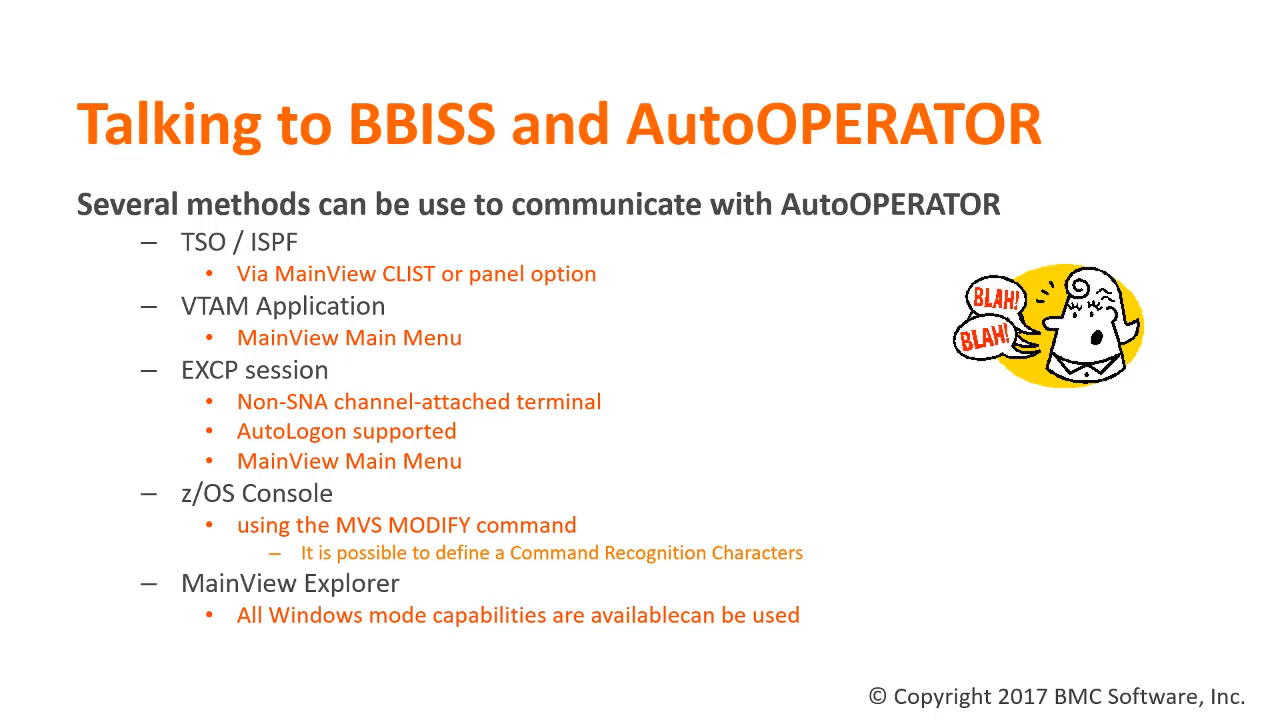 Talking to BBISS and AutoOPERATOR
Several methods can be use to communicate with AutoOPERATOR
– TSO / ISPF
• Via MainView CLIST or panel option
– VTAM Application
• MainView Main Menu
– EXCP session
• Non-SNA channel-attached terminal
• AutoLogon supported
• MainView Main Menu
– z/OS Console
• using the MVS MODIFY command
– It is possible to define a Command Recognition Characters
– MainView Explorer
• All Windows mode capabilities are availablecan be used
BLAH!
BLAH!
© Copyright 2017 BMC Software, Inc.